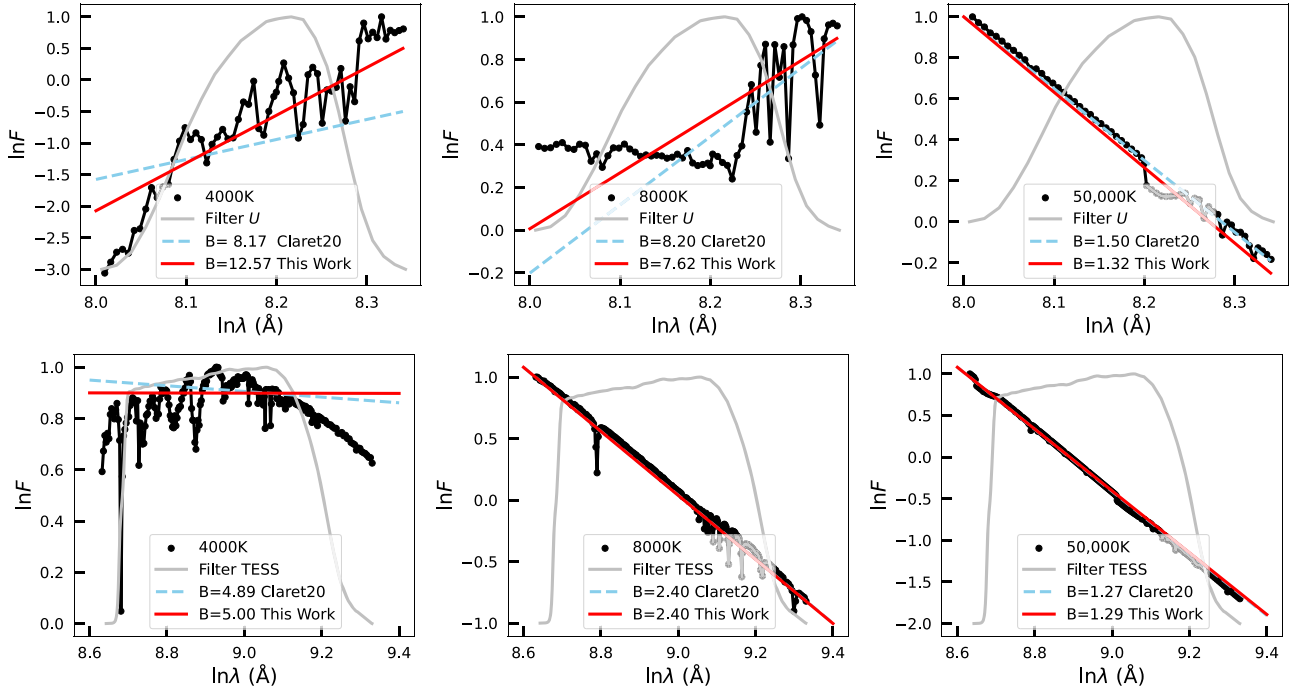 1.0
0.5
0.0
−0.5
−1.0
−1.5
−2.0
−2.5
−3.0
lnF
4000K
Filter U
B= 8.17 Claret20
B=12.57 This Work
8.0
8.1
8.2
8.3
lnλ (Å)
1.0
0.8
0.6
0.4
0.2
0.0
−0.2
lnF
8000K
Filter U
B=8.20 Claret20
B=7.62 This Work
8.0
8.1
8.2
8.3
lnλ (Å)
1.0
0.8
0.6
0.4
0.2
0.0
−0.2
lnF
50,000K
Filter U
B=1.50 Claret20
B=1.32 This Work
8.0
8.1
8.2
8.3
lnλ (Å)
1.0
0.8
0.6
0.4
0.2
0.0
lnF
4000K
Filter TESS
B=4.89 Claret20
B=5.00 This Work
8.6
8.8
9.0
9.2
9.4
lnλ (Å)
1.0
0.5
0.0
−0.5
−1.0
lnF
8000K
Filter TESS
B=2.40 Claret20
B=2.40 This Work
8.6
8.8
9.0
9.2
9.4
lnλ (Å)
1.0
0.5
0.0
−0.5
−1.0
−1.5
−2.0
lnF
50,000K
Filter TESS
B=1.27 Claret20
B=1.29 This Work
8.6
8.8
9.0
9.2
9.4
lnλ (Å)